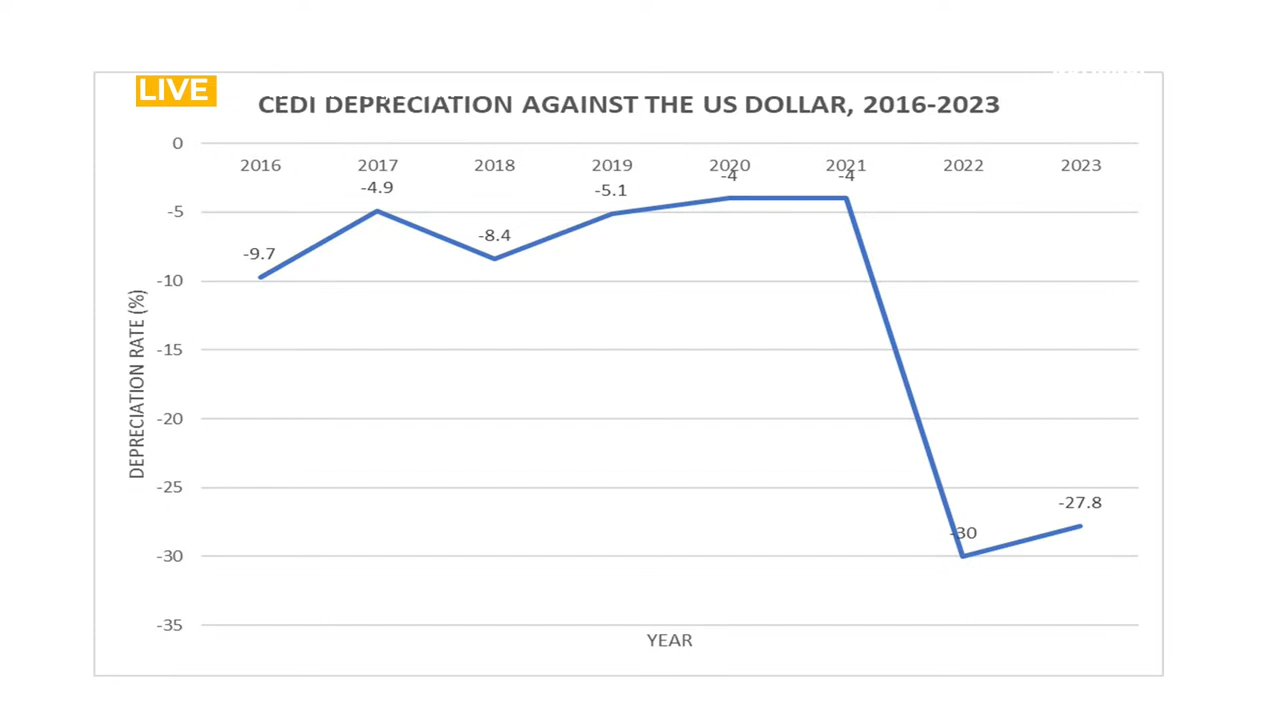 LIVE
CEDI DEPRECIATION AGAINST THE US DOLLAR, 2016-2023
0
2016 2017 2018 2019 2020 2021 2022 2023
-4.9 -5.1 -4 -4
-5
-8.4
-9.7
-10
DEPRECIATION RATE (%)
-15
-20
-25
-27.8
-30
-30
-35
YEAR